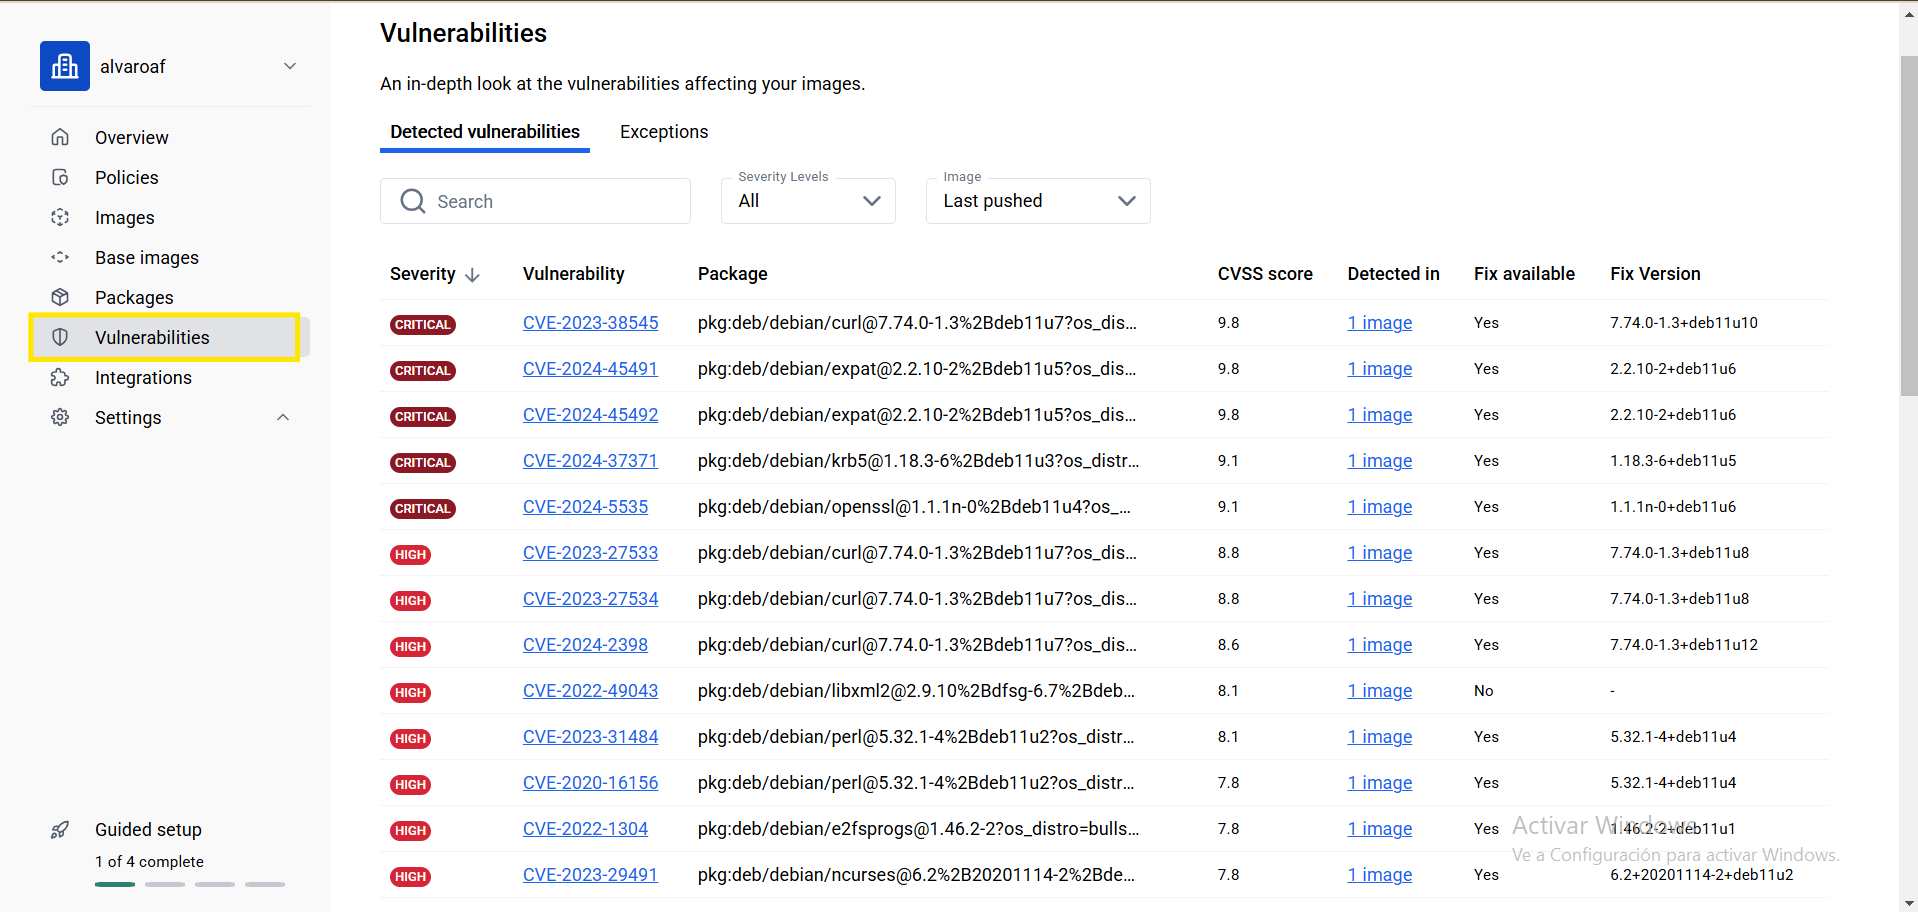 Vulnerabilities
alvaroaf
An in-depth look at the vulnerabilities affecting your images.
Detected vulnerabilities Exceptions
Overview
Policies
Images
Base images
Packages
Vulnerabilities
Integrations
Settings
Severity Levels Image
Search All Last pushed
Severity Vulnerability Package CVSS score Detected in Fix available Fix Version
CRITICAL CVE-2023-38545 pkg:deb/debian/curl@7.74.0-1.3%2Bdeb11u7?os_dis... 9.8 1 image Yes 7.74.0-1.3+deb11u10
CRITICAL CVE-2024-45491 pkg:deb/debian/expat@2.2.10-2%2Bdeb11u5?os_dis... 9.8 1 image Yes 2.2.10-2+deb11u6
CRITICAL CVE-2024-45492 pkg:deb/debian/expat@2.2.10-2%2Bdeb11u5?os_dis... 9.8 1 image Yes 2.2.10-2+deb11u6
CRITICAL CVE-2024-37371 pkg:deb/debian/krb5@1.18.3-6%2Bdeb11u3?os_distr... 9.1 1 image Yes 1.18.3-6+deb11u5
CRITICAL CVE-2024-5535 pkg:deb/debian/openssl@1.1.1n-0%2Bdeb11u4?os_... 9.1 1 image Yes 1.1.1n-0+deb11u6
HIGH CVE-2023-27533 pkg:deb/debian/curl@7.74.0-1.3%2Bdeb11u7?os_dis... 8.8 1 image Yes 7.74.0-1.3+deb11u8
HIGH CVE-2023-27534 pkg:deb/debian/curl@7.74.0-1.3%2Bdeb11u7?os_dis... 8.8 1 image Yes 7.74.0-1.3+deb11u8
HIGH CVE-2024-2398 pkg:deb/debian/curl@7.74.0-1.3%2Bdeb11u7?os_dis... 8.6 1 image Yes 7.74.0-1.3+deb11u12
HIGH CVE-2022-49043 pkg:deb/debian/libxml2@2.9.10%2Bdfsg-6.7%2Bdeb... 8.1 1 image No -
HIGH CVE-2023-31484 pkg:deb/debian/perl@5.32.1-4%2Bdeb11u2?os_distr... 8.1 1 image Yes 5.32.1-4+deb11u4
HIGH CVE-2020-16156 pkg:deb/debian/perl@5.32.1-4%2Bdeb11u2?os_distr... 7.8 1 image Yes 5.32.1-4+deb11u4
HIGH CVE-2022-1304 pkg:deb/debian/e2fsprogs@1.46.2-2?os_distro=bulls... 7.8 1 image Yes 1.46.2-2+deb11u1
HIGH CVE-2023-29491 pkg:deb/debian/ncurses@6.2%2B20201114-2%2Bde... 7.8 1 image Yes 6.2+20201114-2+deb11u2
Guided setup
1 of 4 complete
Activar Windows
Ve a Configuración para activar Windows.